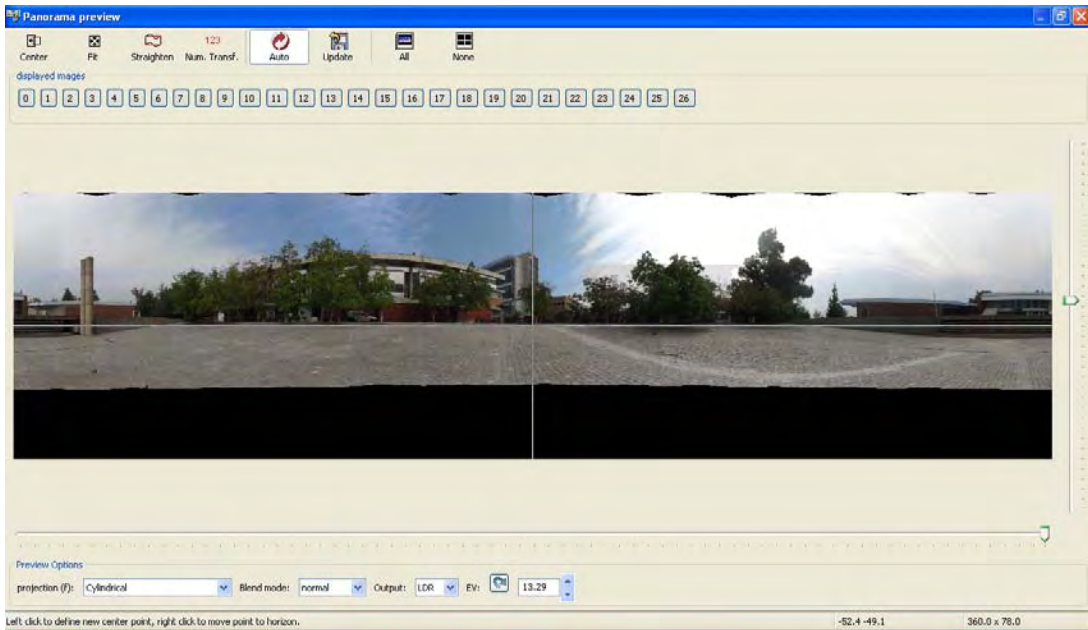 Panorama preview
Center Fit Straighten 123 Num. Transf. Auto Update All None
displayed images
0 1 2 3 4 5 6 7 8 9 10 11 12 13 14 15 16 17 18 19 20 21 22 23 24 25 26
Preview Options
projection (f): Cylindrical Blend mode: normal Output: LDR EV: 13.29
Left click to define new center point, right click to move point to horizon. -52.4 -49.1 360.0 x 78.0